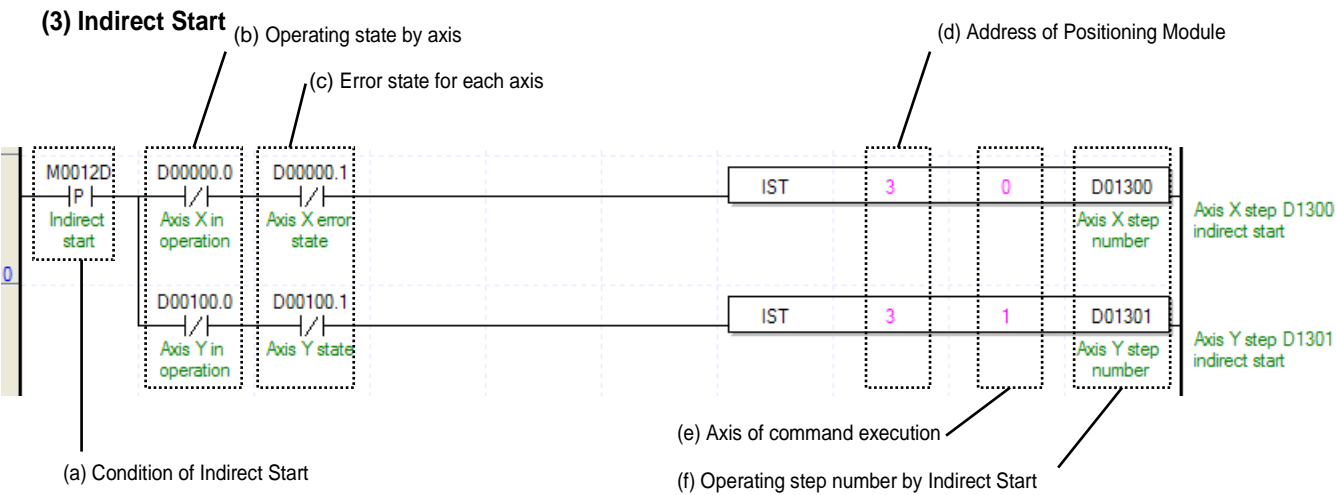 (3) Indirect Start
(b) Operating state by axis
(d) Address of Positioning Module
(c) Error state for each axis
M0012D D00000.0 D00000.1
P
IST 3 0 D01300
Indirect start
Axis X in operation
Axis X error state
Axis X step number
Axis X step D1300
indirect start
0
D00100.0 D00100.1
IST 3 1 D01301
Axis Y in operation
Axis Y state
Axis Y step number
Axis Y step D1301
indirect start
(e) Axis of command execution
(a) Condition of Indirect Start
(f) Operating step number by Indirect Start